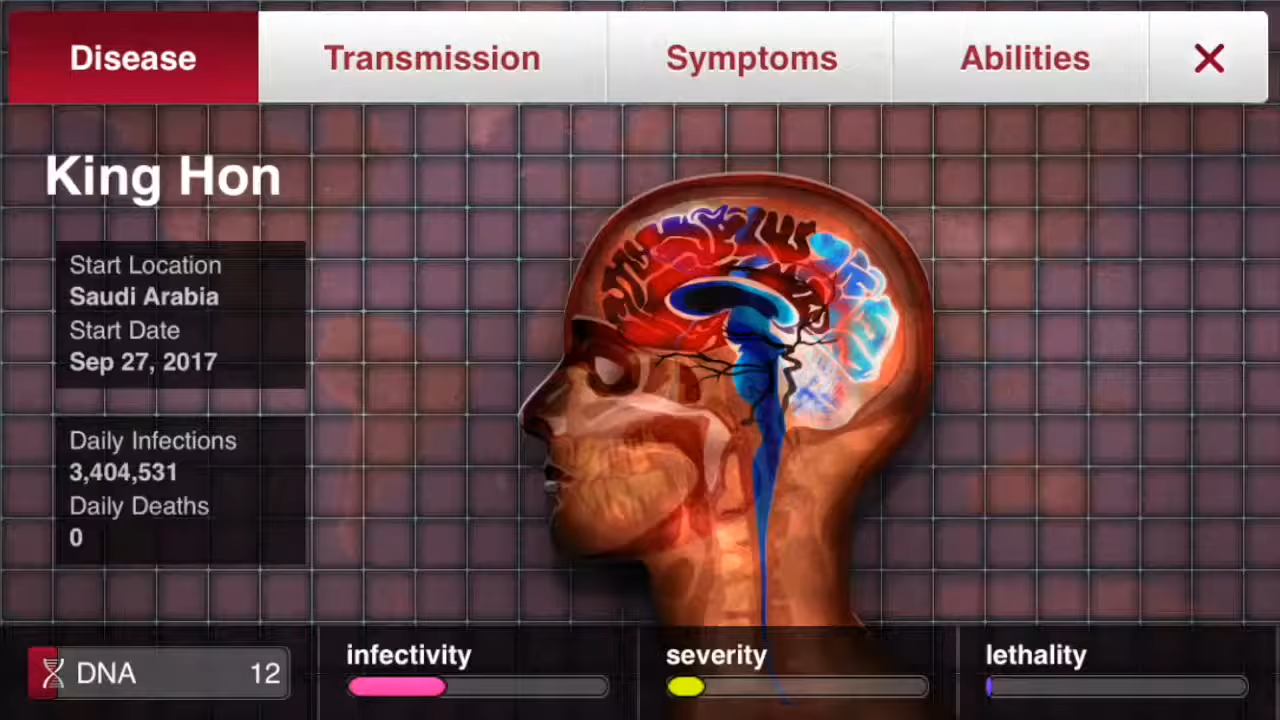 Disease
Transmission
Symptoms
Abilities
King Hon
Start Location
Saudi Arabia
Start Date
Sep 27, 2017
Daily Infections
3,404,531
Daily Deaths
0
DNA 12
infectivity
severity
lethality